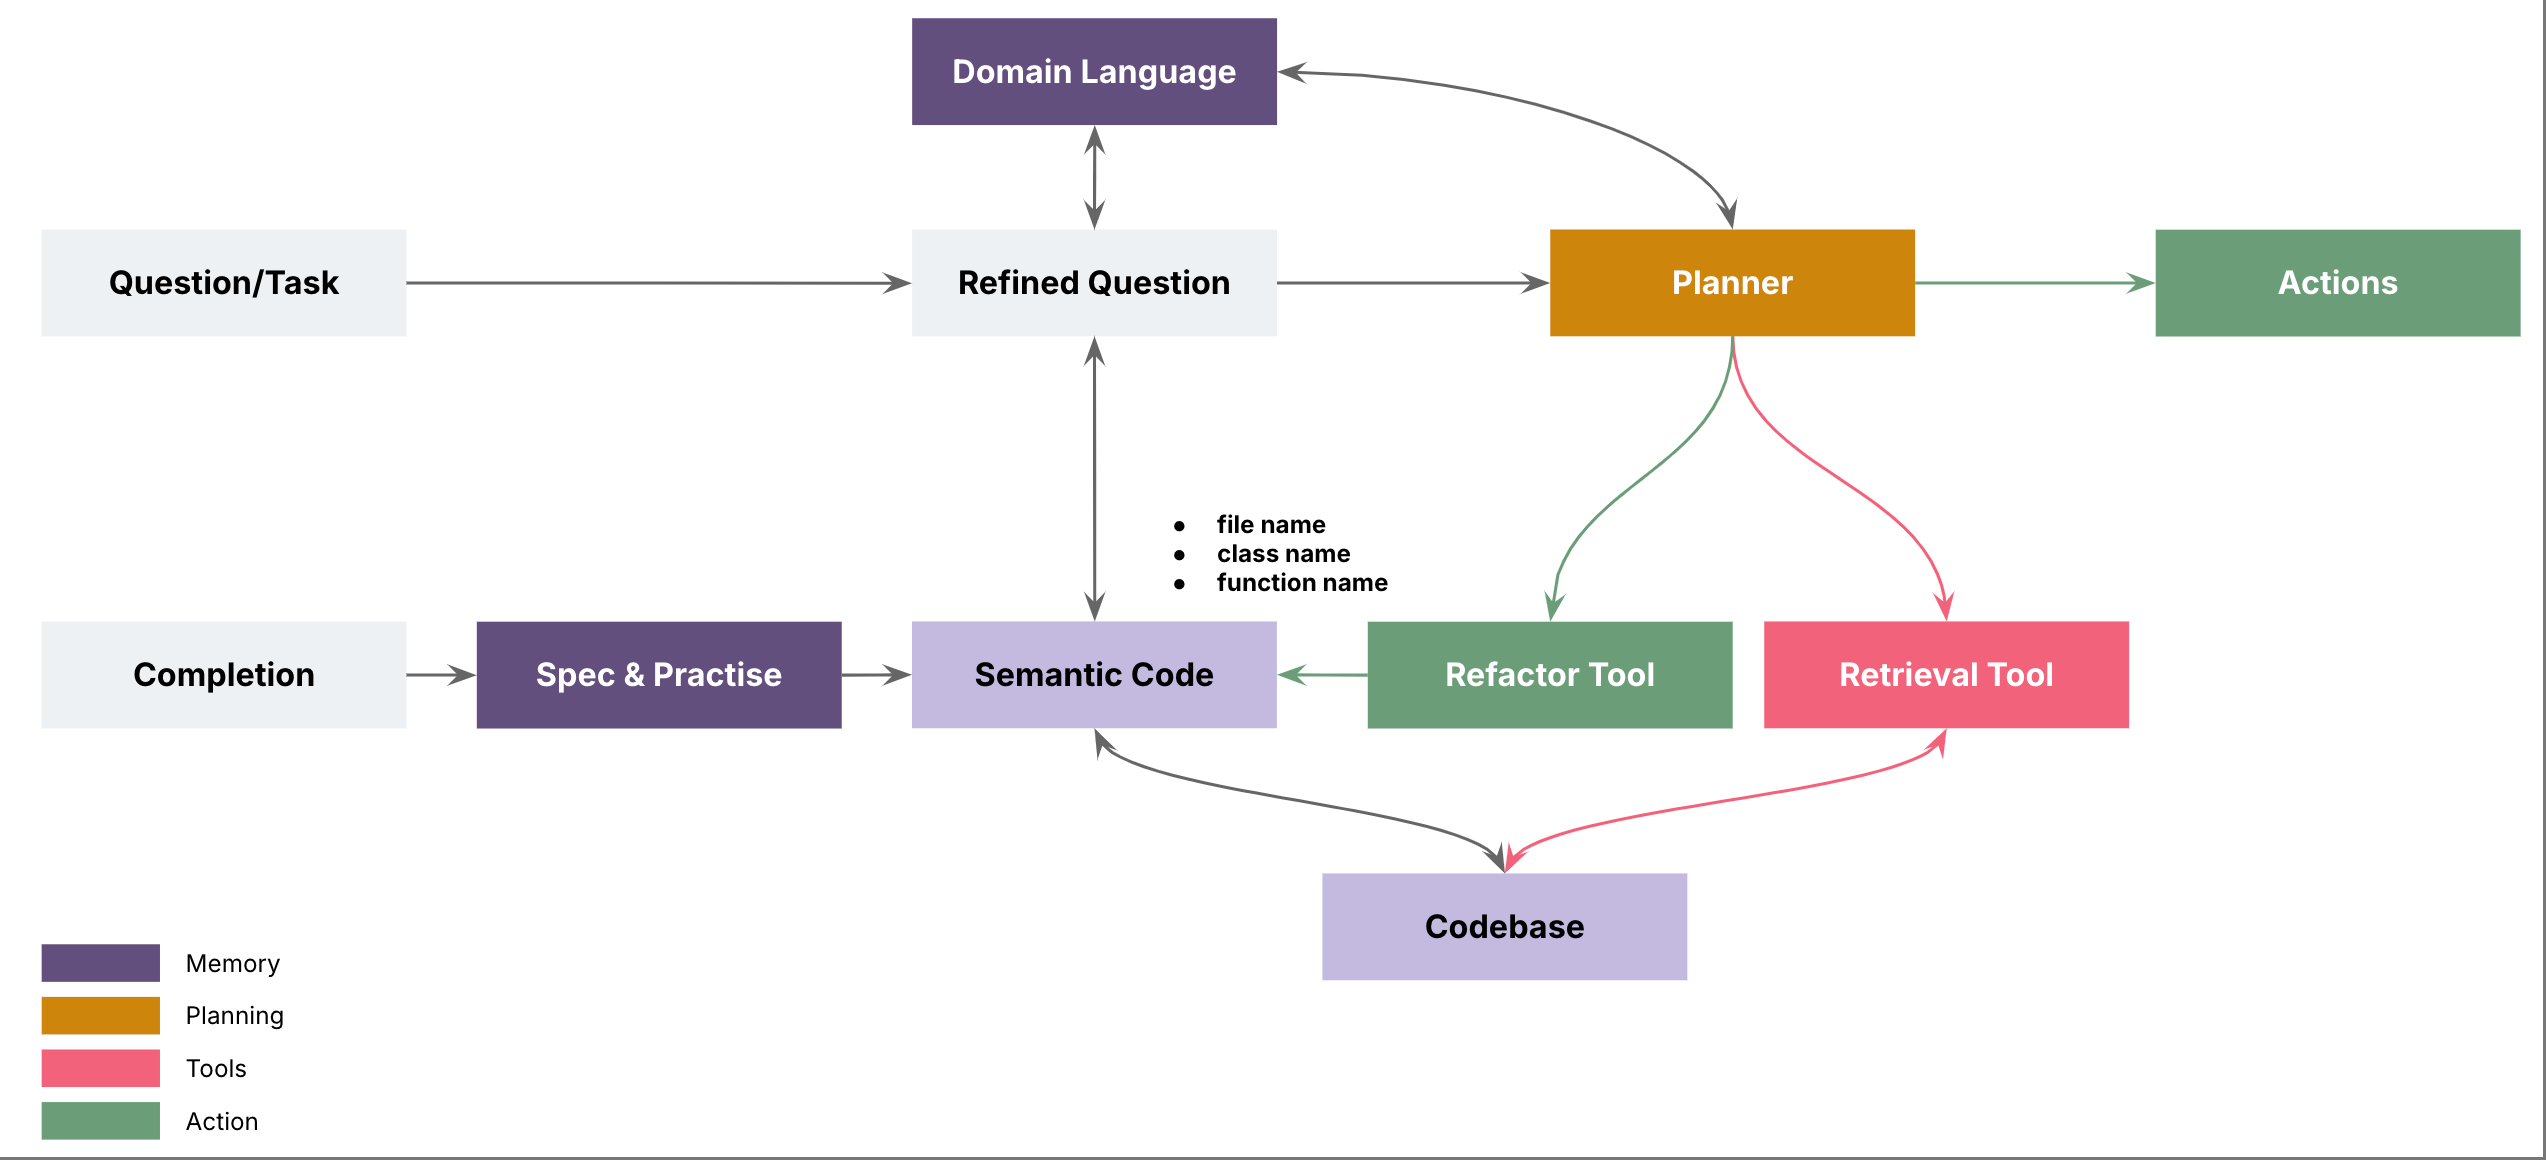 Domain Language
Question/Task
Refined Question
Planner
Actions
● file name
● class name
● function name
Completion
Spec & Practise
Semantic Code
Refactor Tool
Retrieval Tool
Codebase
Memory
Planning
Tools
Action